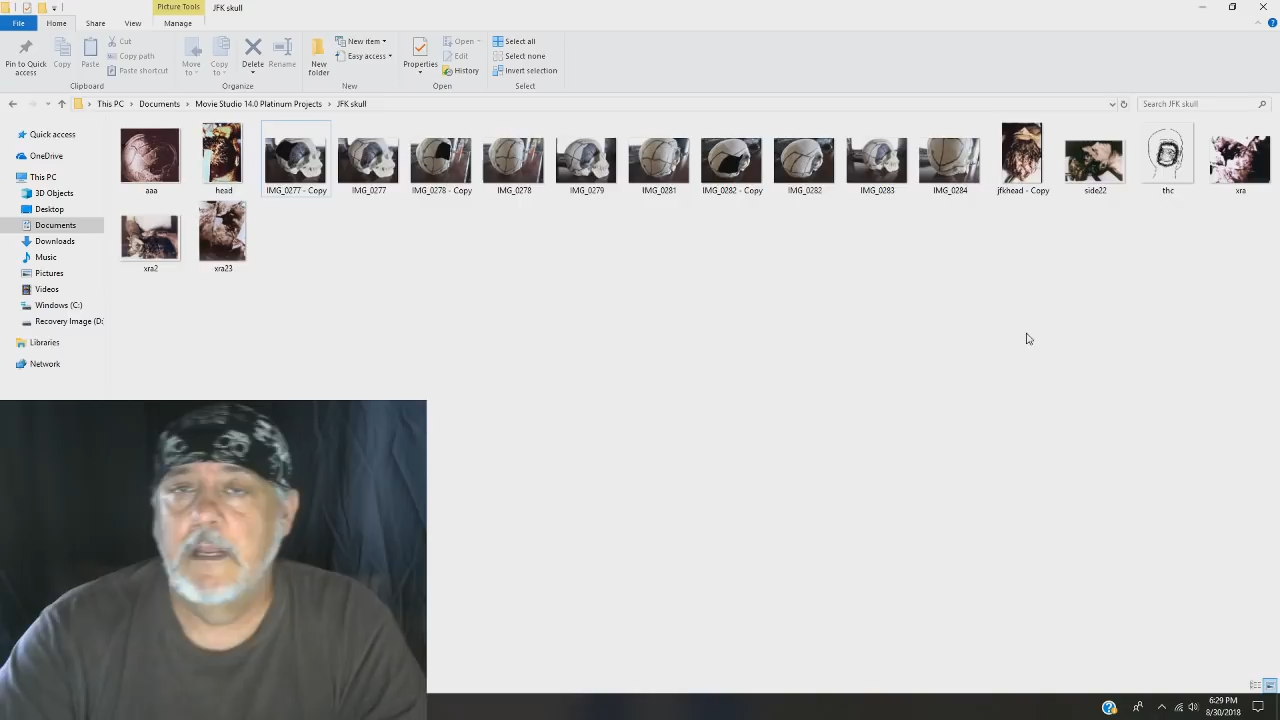 Picture Tools JFK skull
File Home Share View Manage
Pin to Quick access
Copy
Paste
Cut
Copy path
Paste shortcut
Clipboard
Move to
Copy to
Delete
Rename
Organize
New folder
New item
Easy access
New
Properties
Open
Edit
History
Open
Select all
Select none
Invert selection
Select
This PC Documents Movie Studio 14.0 Platinum Projects JFK skull
Search JFK skull
Quick access
OneDrive
This PC
3D Objects
Desktop
Documents
Downloads
Music
Pictures
Videos
Windows (C:)
Recovery Image (D:
Libraries
Network
aaa head IMG_0277 - Copy IMG_0277 IMG_0278 - Copy IMG_0278 IMG_0279 IMG_0281 IMG_0282 - Copy IMG_0282 IMG_0283 IMG_0284 jfkhead - Copy side22 thc xra
xra2 xra23
6:29 PM
8/30/2018